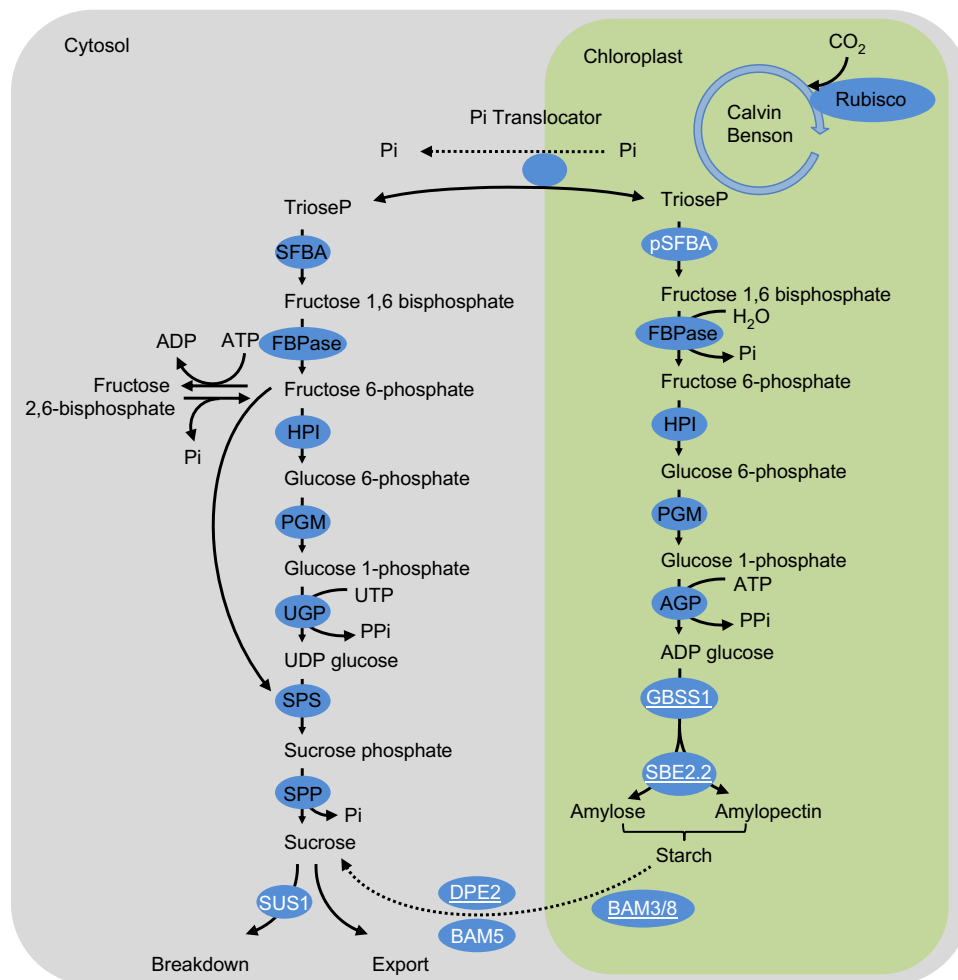 Cytosol
Chloroplast
CO2
Rubisco
Calvin
Benson
Pi Translocator
Pi
Pi
TrioseP
TrioseP
SFBA
pSFBA
Fructose 1,6 bisphosphate
Fructose 1,6 bisphosphate
H2O
FBPase
FBPase
Pi
ADP
ATP
Fructose
2,6-bisphosphate
Pi
Fructose 6-phosphate
Fructose 6-phosphate
HPI
HPI
Glucose 6-phosphate
Glucose 6-phosphate
PGM
PGM
Glucose 1-phosphate
Glucose 1-phosphate
UTP
ATP
UGP
AGP
PPi
PPi
UDP glucose
ADP glucose
SPS
GBSS1
Sucrose phosphate
SBE2.2
SPP
Pi
Amylose
Amylopectin
Sucrose
Starch
SUS1
DPE2
BAM5
BAM3/8
Breakdown
Export